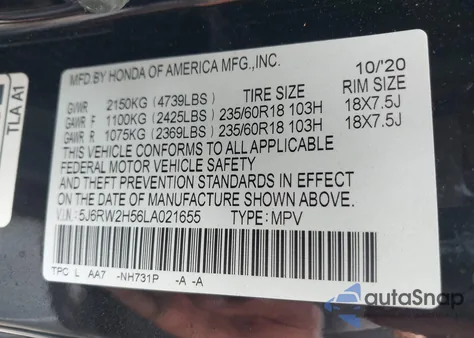 MFD BY HONDA OF AMERICA MFG.,INC. 10/'20
GVWR 2150KG (4739LBS) TIRE SIZE RIM SIZE
GAWR F 1100KG (2425LBS) 235/60R18 103H 18X7.5J
GAWR R 1075KG (2369LBS) 235/60R18 103H 18X7.5J
THIS VEHICLE CONFORMS TO ALL APPLICABLE
FEDERAL MOTOR VEHICLE SAFETY
AND THEFT PREVENTION STANDARDS IN EFFECT
ON THE DATE OF MANUFACTURE SHOWN ABOVE.
V.I.N.: 5J6RW2H56LA021655 TYPE: MPV
TPG L AA7 -NH731P -A -A
TLA A1
autoSnap